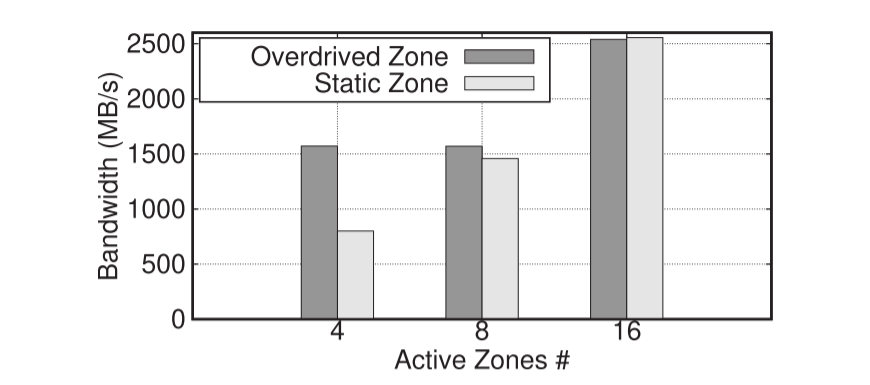 Bandwidth (MB/s)
2500
2000
1500
1000
500
0
Overdrived Zone
Static Zone
4 8 16
Active Zones #